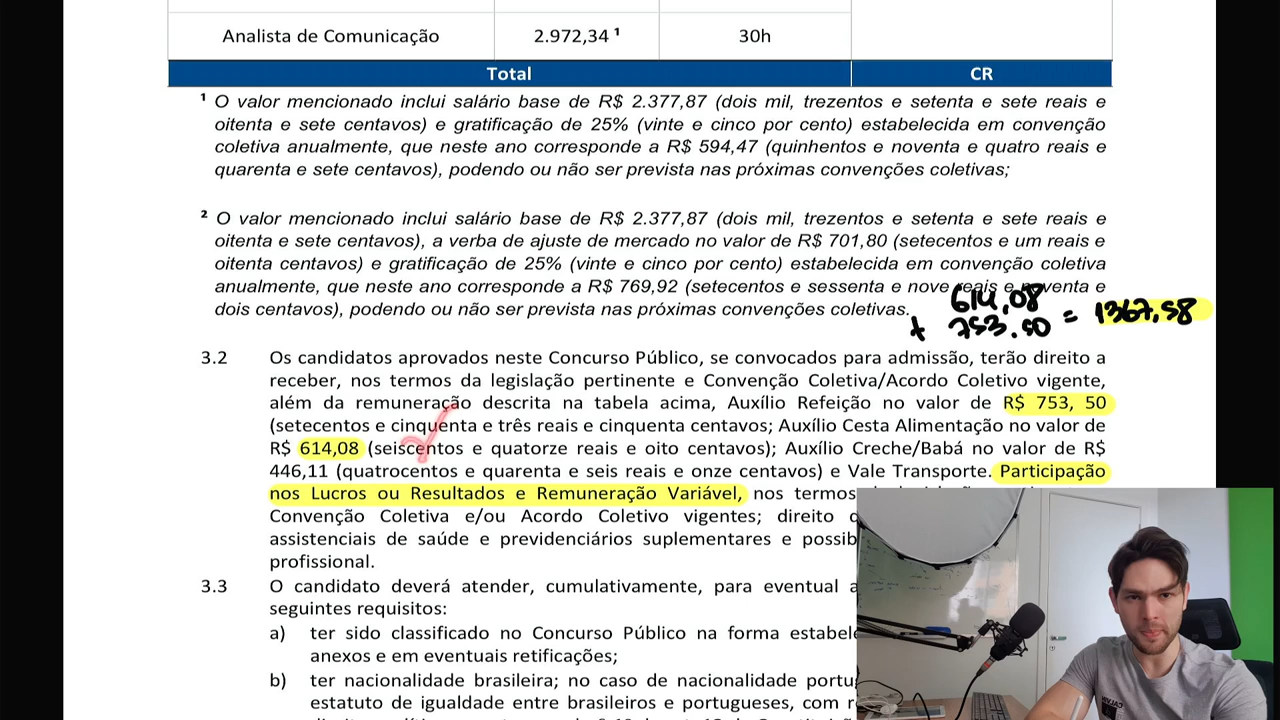 Analista de Comunicação 2.972,34 ¹ 30h
Total CR
¹ O valor mencionado inclui salário base de R$ 2.377,87 (dois mil, trezentos e setenta e sete reais e
oitenta e sete centavos) e gratificação de 25% (vinte e cinco por cento) estabelecida em convenção
coletiva anualmente, que neste ano corresponde a R$ 594,47 (quinhentos e noventa e quatro reais e
quarenta e sete centavos), podendo ou não ser prevista nas próximas convenções coletivas;
² O valor mencionado inclui salário base de R$ 2.377,87 (dois mil, trezentos e setenta e sete reais e
oitenta e sete centavos), a verba de ajuste de mercado no valor de R$ 701,80 (setecentos e um reais e
oitenta centavos) e gratificação de 25% (vinte e cinco por cento) estabelecida em convenção coletiva
anualmente, que neste ano corresponde a R$ 769,92 (setecentos e sessenta e nove reais e noventa e
dois centavos), podendo ou não ser prevista nas próximas convenções coletivas.
614,08
+ 753.50 = 1367,58
3.2 Os candidatos aprovados neste Concurso Público, se convocados para admissão, terão direito a
receber, nos termos da legislação pertinente e Convenção Coletiva/Acordo Coletivo vigente,
além da remuneração descrita na tabela acima, Auxílio Refeição no valor de R$ 753, 50
(setecentos e cinquenta e três reais e cinquenta centavos; Auxílio Cesta Alimentação no valor de
R$ 614,08 (seiscentos e quatorze reais e oito centavos); Auxílio Creche/Babá no valor de R$
446,11 (quatrocentos e quarenta e seis reais e onze centavos) e Vale Transporte. Participação
nos Lucros ou Resultados e Remuneração Variável, nos termos
Convenção Coletiva e/ou Acordo Coletivo vigentes; direito
assistenciais de saúde e previdenciários suplementares e
profissional.
3.3 O candidato deverá atender, cumulativamente, para eventual
seguintes requisitos:
a) ter sido classificado no Concurso Público na forma
anexos e em eventuais retificações;
b) ter nacionalidade brasileira; no caso de nacionalidade
estatuto de igualdade entre brasileiros e portugueses, com